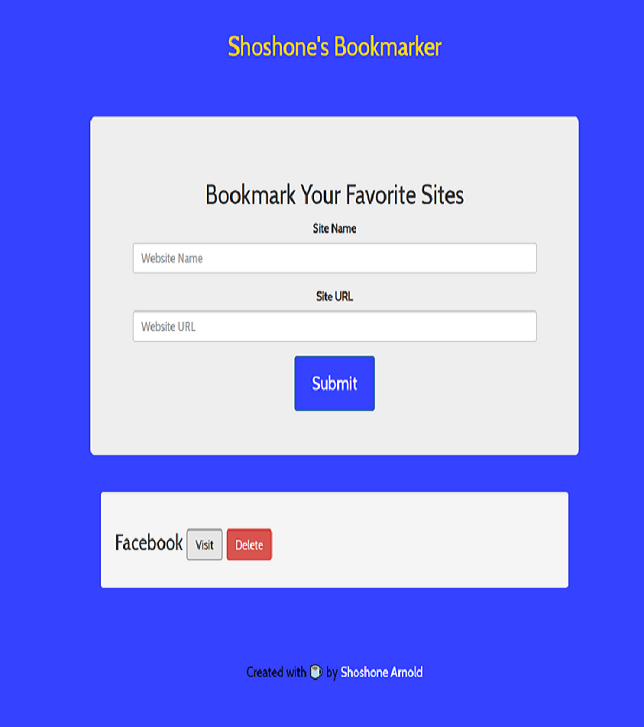 Shoshone's Bookmarker
Bookmark Your Favorite Sites
Site Name
Website Name
Site URL
Website URL
Submit
Facebook Visit Delete
Created with by Shoshone Arnold